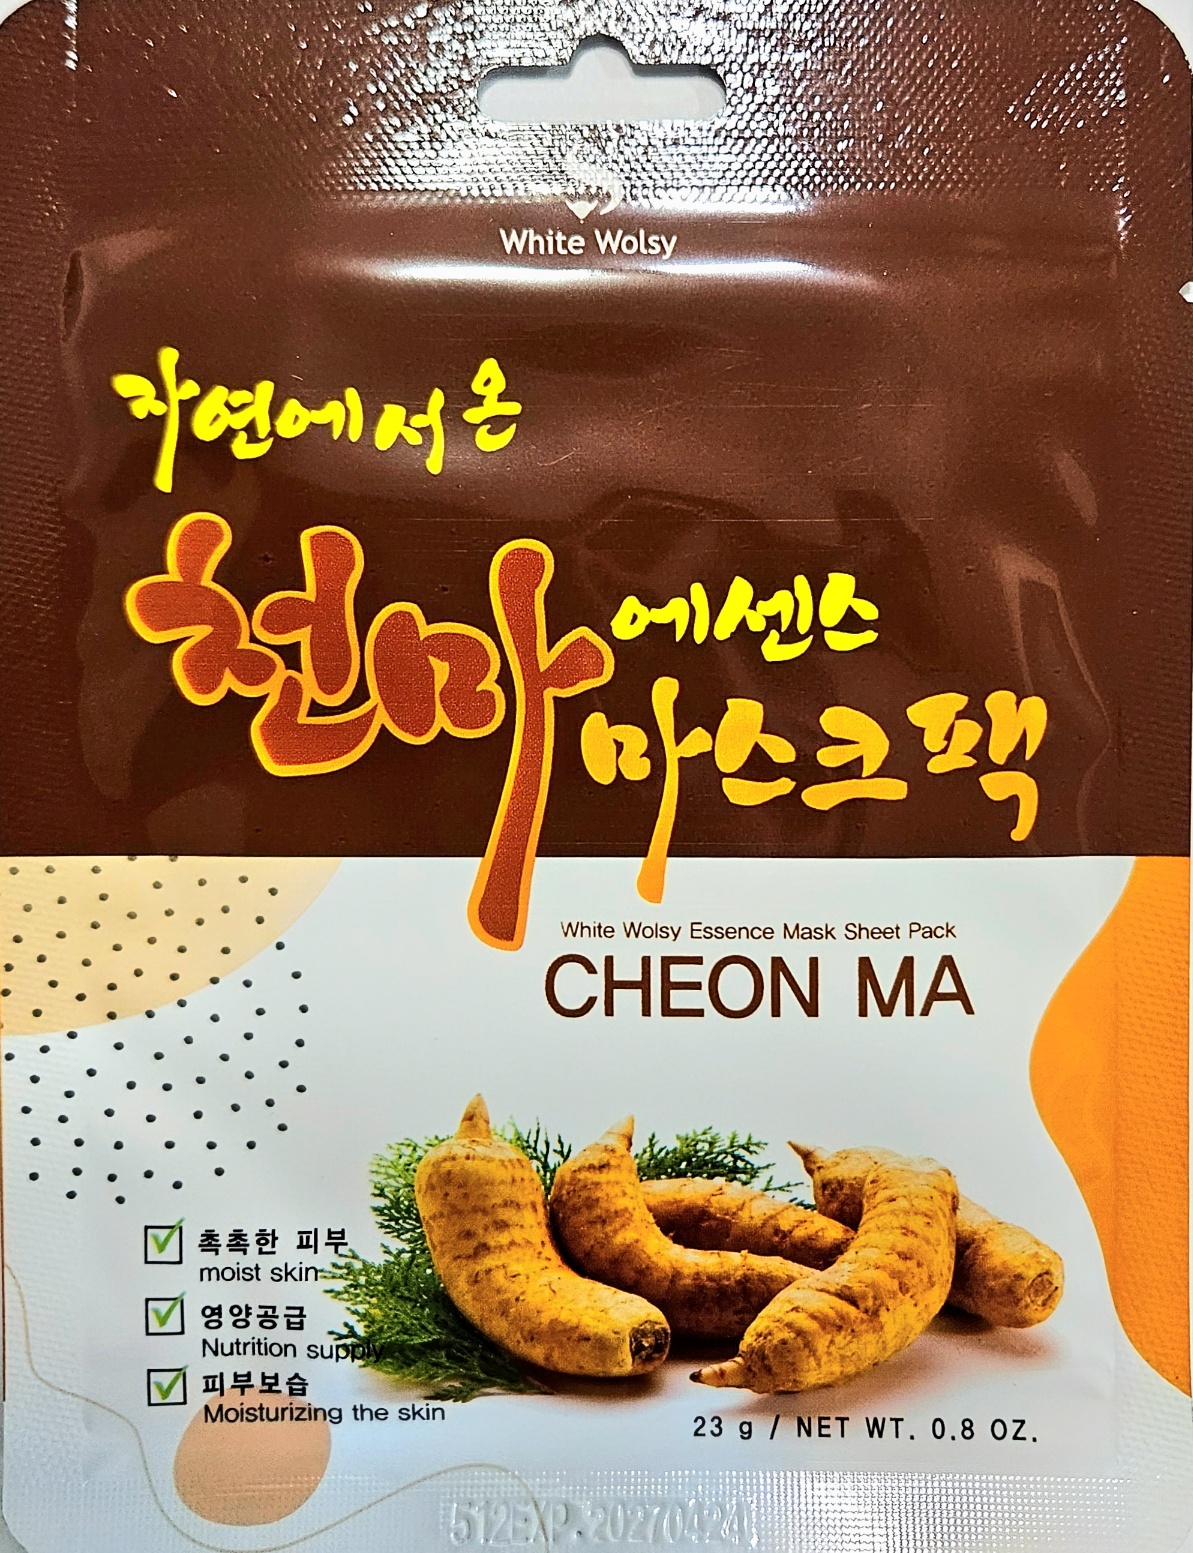 White Wolsy
자연에서 온
천마 에센스
마스크팩
White Wolsy Essence Mask Sheet Pack
CHEON MA
촉촉한 피부
moist skin
영양공급
Nutrition supply
피부보습
Moisturizing the skin
23 g / NET WT. 0.8 OZ.
512EXP.20270424